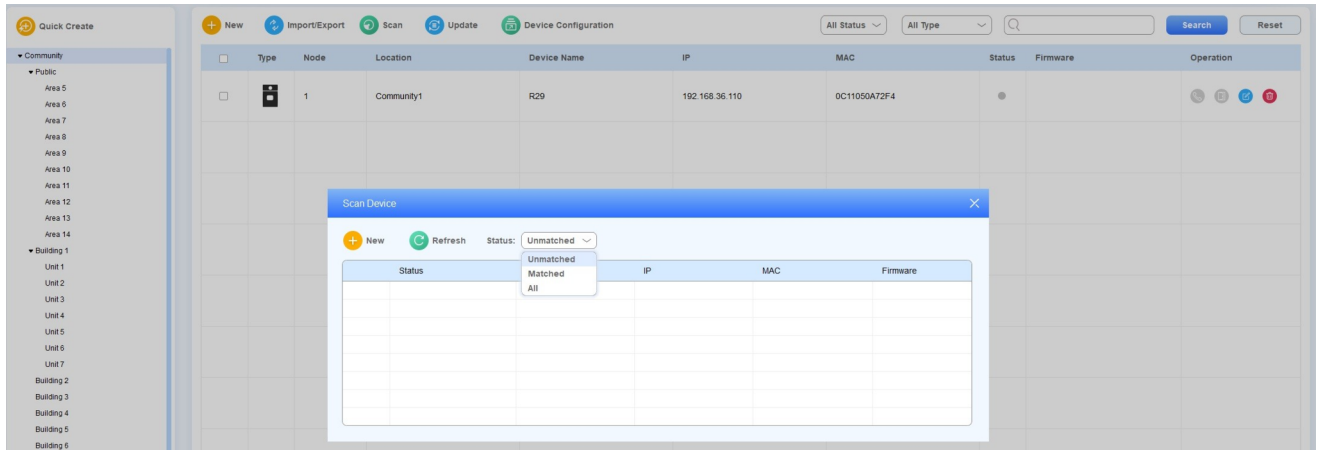 Quick Create
New Import/Export Scan Update Device Configuration All Status All Type Search Reset
Community
Public
Area 5
Area 6
Area 7
Area 8
Area 9
Area 10
Area 11
Area 12
Area 13
Area 14
Building 1
Unit 1
Unit 2
Unit 3
Unit 4
Unit 5
Unit 6
Unit 7
Building 2
Building 3
Building 4
Building 5
Building 6
Type Node Location Device Name IP MAC Status Firmware Operation
1 Community1 R29 192.168.36.110 0C11050A72F4
Scan Device
New Refresh Status: Unmatched
Unmatched
Matched
All
Status IP MAC Firmware